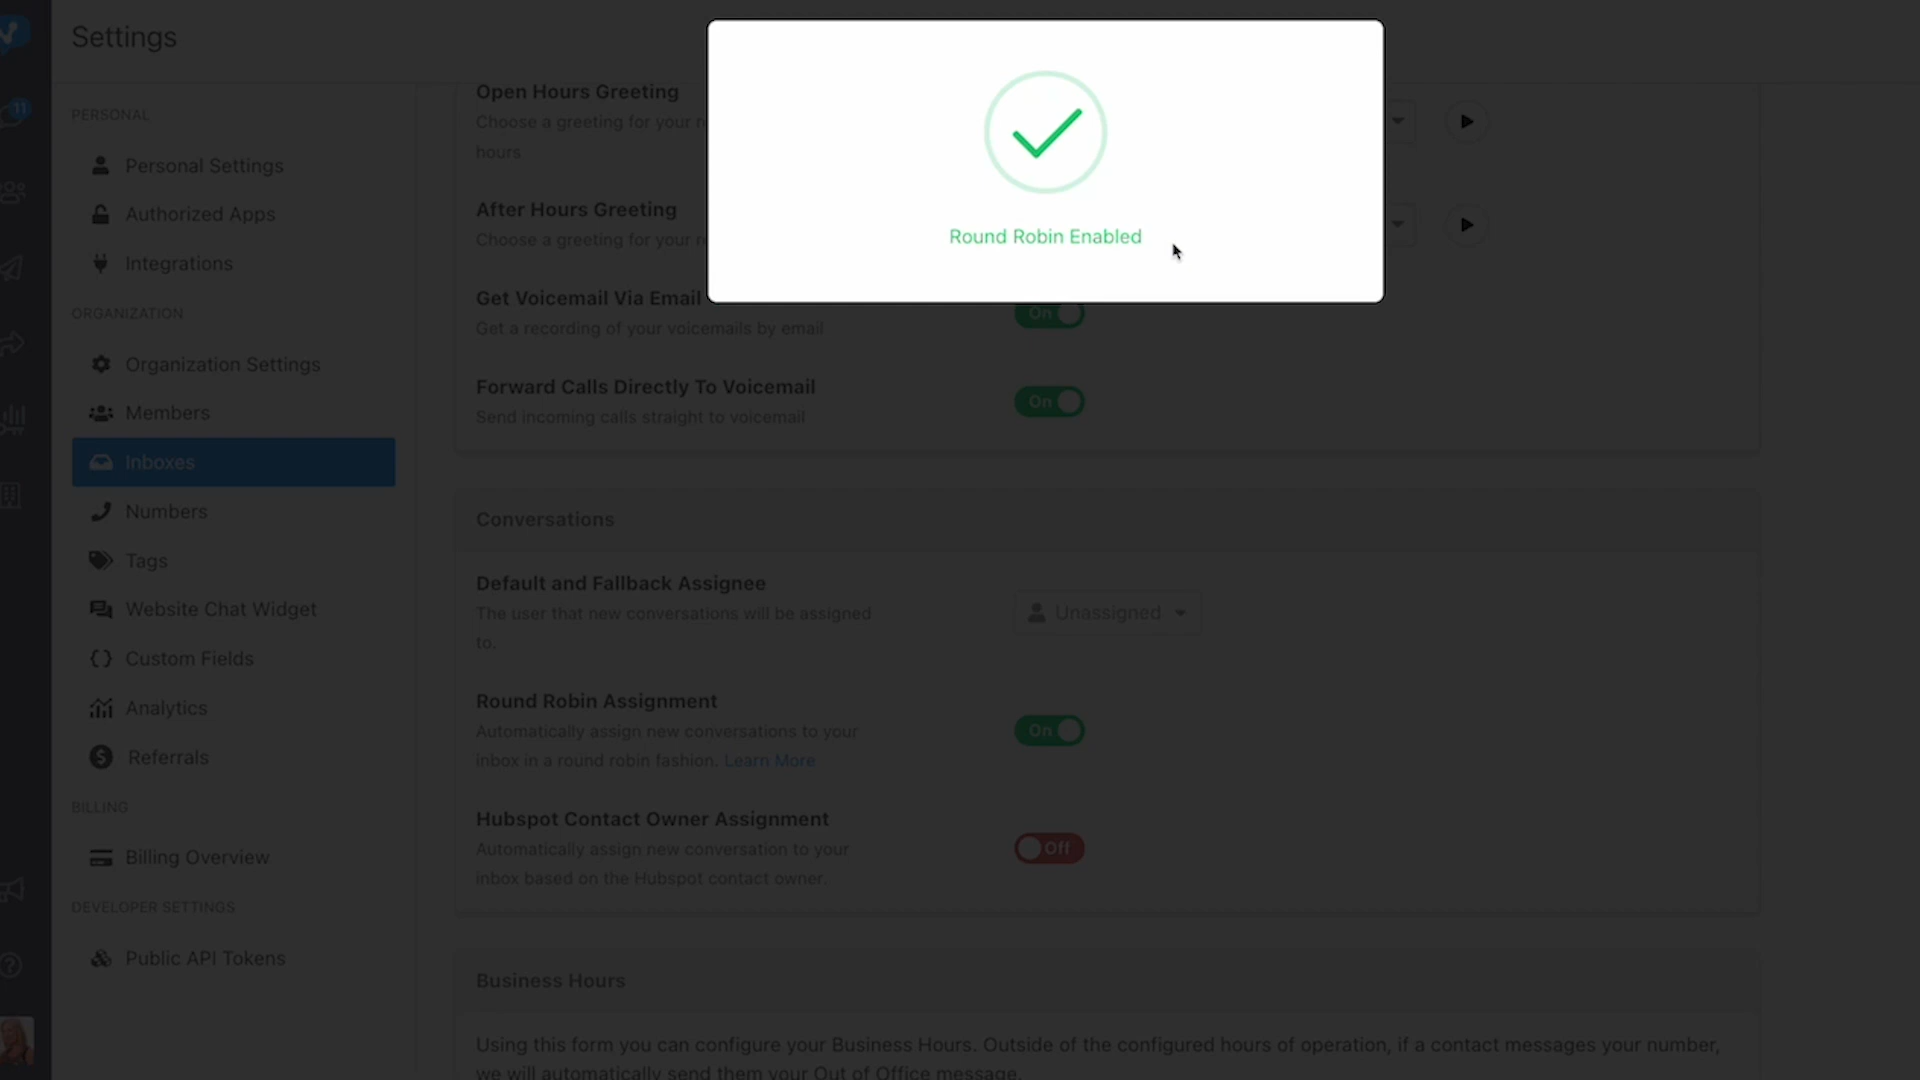 Settings
11
PERSONAL
Personal Settings
Authorized Apps
Integrations
ORGANIZATION
Organization Settings
Members
Inboxes
Numbers
Tags
Website Chat Widget
Custom Fields
Analytics
Referrals
BILLING
Billing Overview
DEVELOPER SETTINGS
Public API Tokens
Round Robin Enabled
Open Hours Greeting
Choose a greeting for your
hours
After Hours Greeting
Choose a greeting for your
Get Voicemail Via Email
Get a recording of your voicemails by email
On
Forward Calls Directly To Voicemail
Send incoming calls straight to voicemail
On
Conversations
Default and Fallback Assignee
The user that new conversations will be assigned
to.
Unassigned
Round Robin Assignment
Automatically assign new conversations to your
inbox in a round robin fashion. Learn More
On
Hubspot Contact Owner Assignment
Automatically assign new conversation to your
inbox based on the Hubspot contact owner.
Off
Business Hours
Using this form you can configure your Business Hours. Outside of the configured hours of operation, if a contact messages your number,
we will automatically send them your Out of Office message.